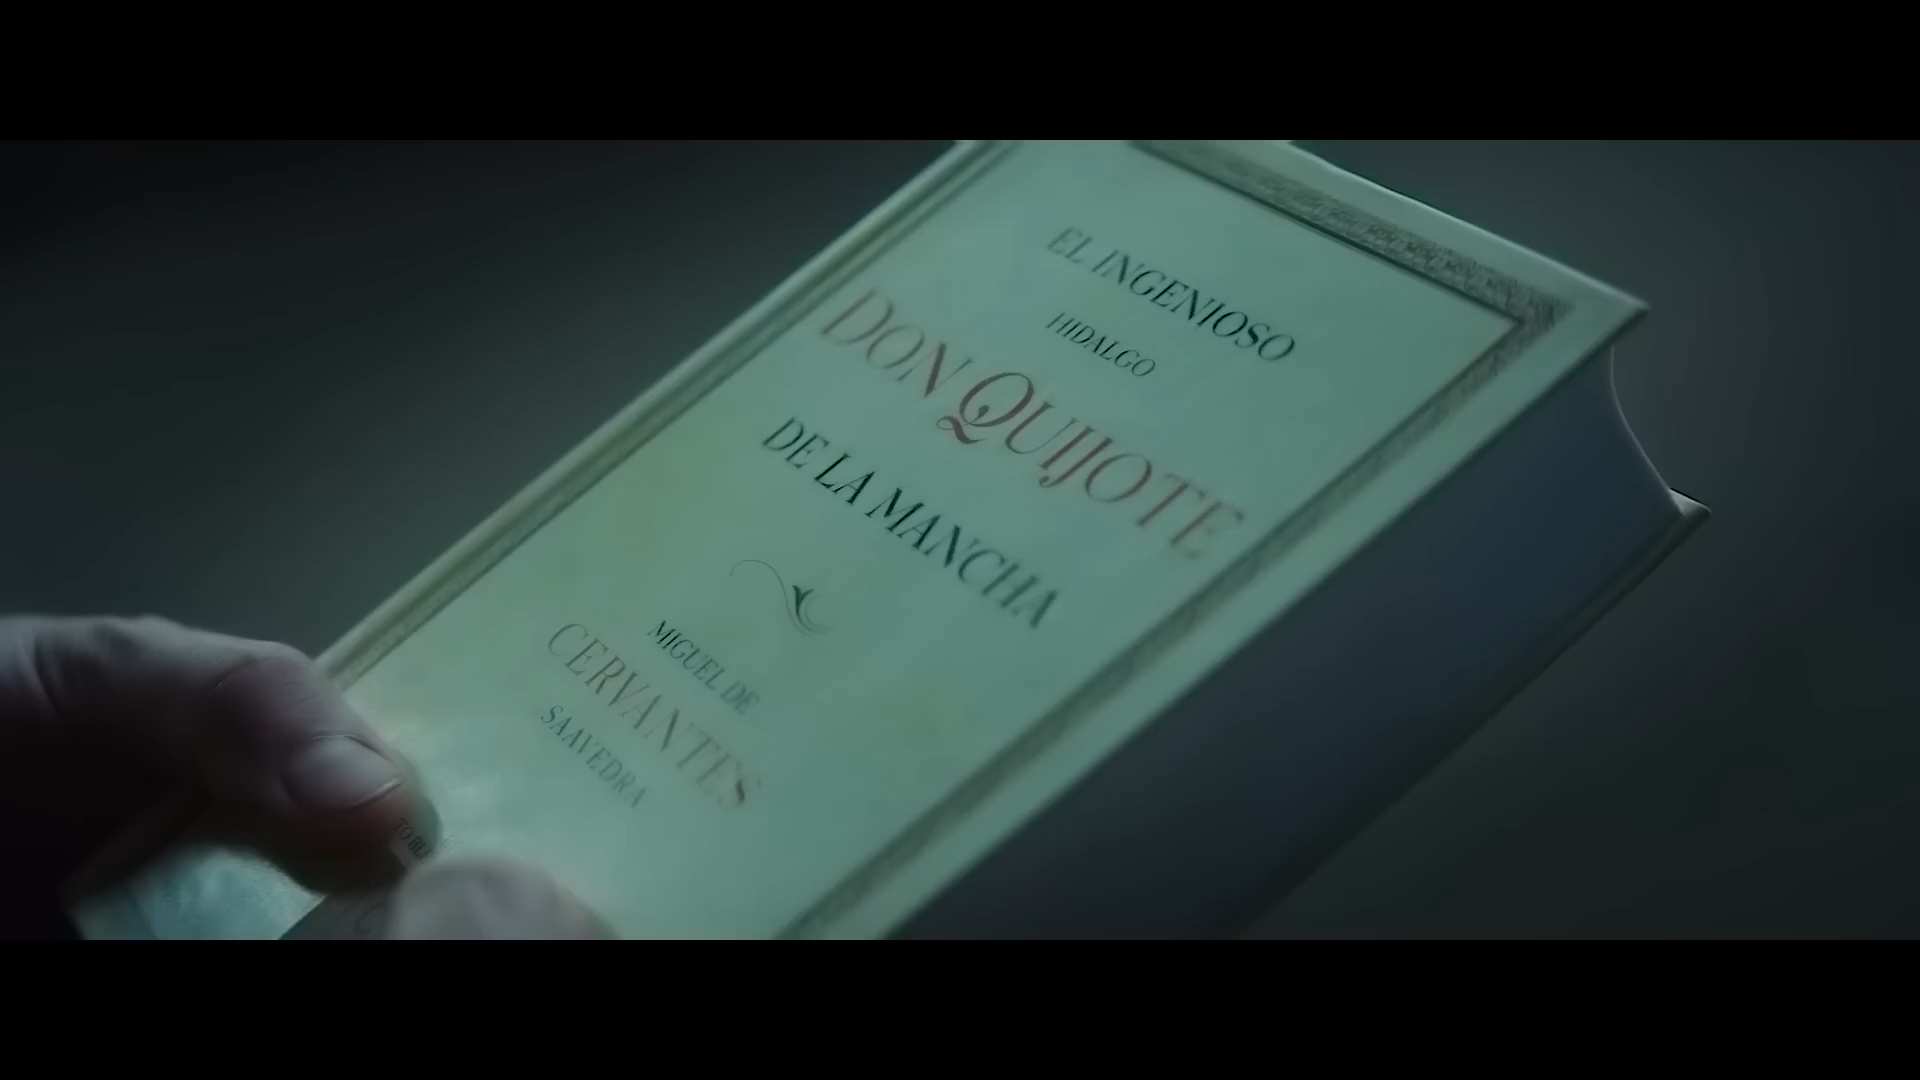 EL INGENIOSO
HIDALGO
DON QUIJOTE
DE LA MANCHA
MIGUEL DE
CERVANTES
SAAVEDRA